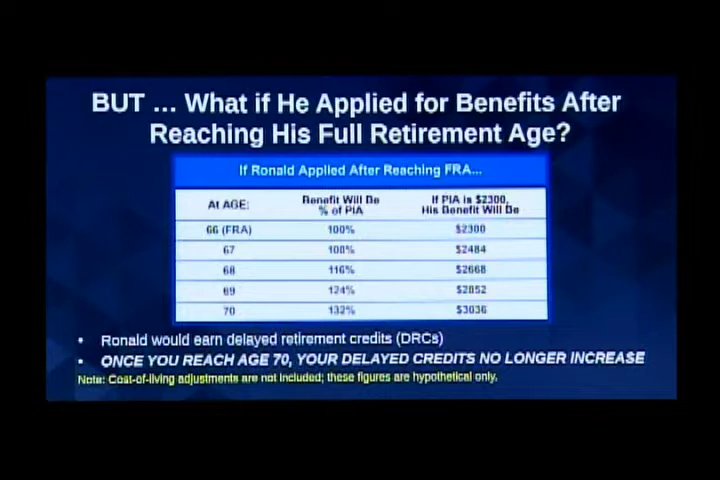 BUT ... What if He Applied for Benefits After
Reaching His Full Retirement Age?
If Ronald Applied After Reaching FRA...
At AGE: Benefit Will Be % of PIA If PIA is $2300, His Benefit Will Be
66 (FRA) 100% $2300
67 108% $2484
68 116% $2668
69 124% $2852
70 132% $3036
• Ronald would earn delayed retirement credits (DRCs)
• ONCE YOU REACH AGE 70, YOUR DELAYED CREDITS NO LONGER INCREASE
Note: Cost-of-living adjustments are not included; these figures are hypothetical only.